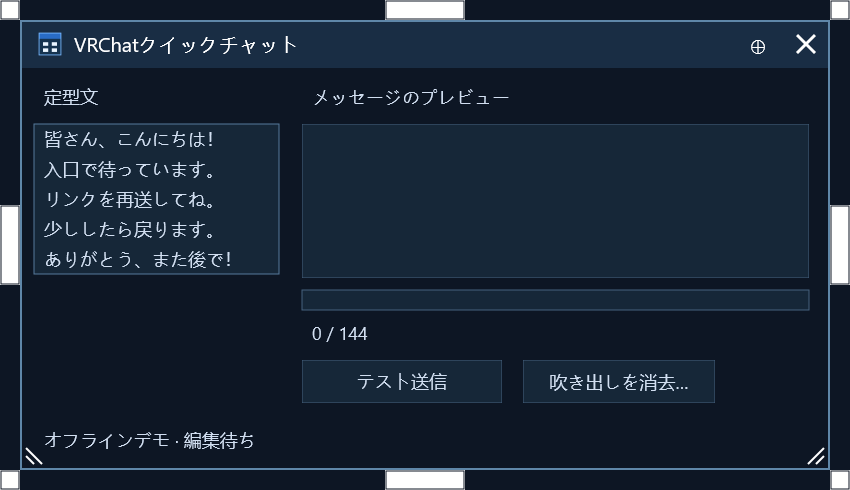 VRChatクイックチャット
定型文
メッセージのプレビュー
皆さん、こんにちは!
入口で待っています。
リンクを再送してね。
少ししたら戻ります。
ありがとう、また後で!
0 / 144
テスト送信
吹き出しを消去...
オフラインデモ · 編集待ち